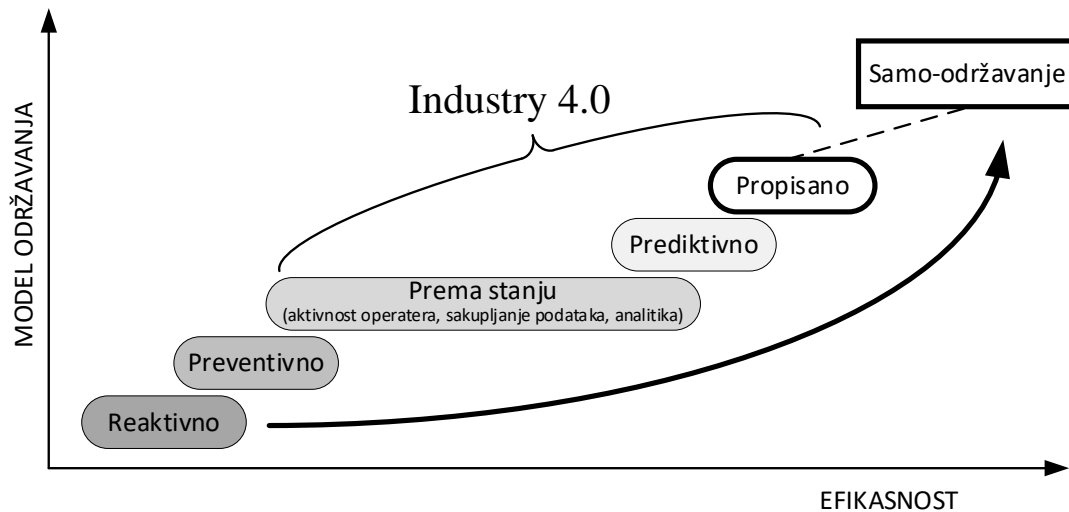 Samo-održavanje
Industry 4.0
Propisano
Prediktivno
Prema stanju
(aktivnost operatera, sakupljanje podataka, analitika)
Preventivno
Reaktivno
MODEL ODRŽAVANJA
EFIKASNOST